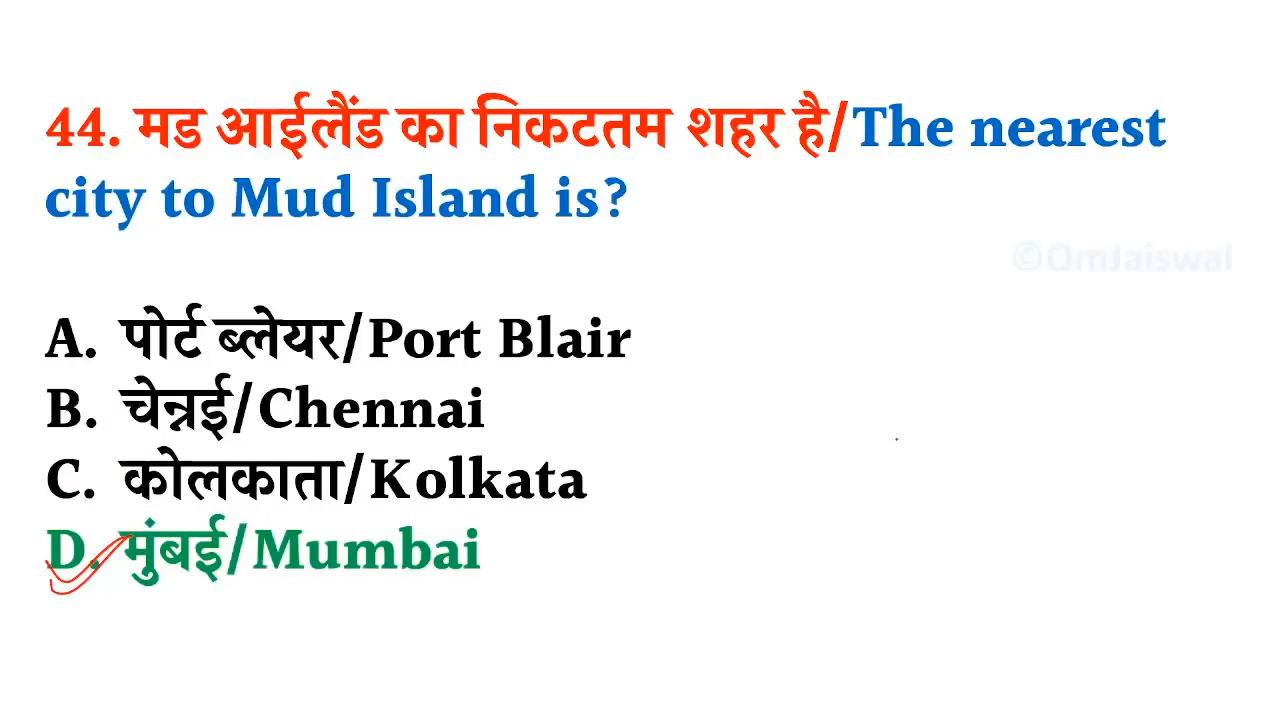 44. मड आईलैंड का निकटतम शहर है/The nearest
city to Mud Island is?
©OmJaiswal
A. पोर्ट ब्लेयर/Port Blair
B. चेन्नई/Chennai
C. कोलकाता/Kolkata
D. मुंबई/Mumbai